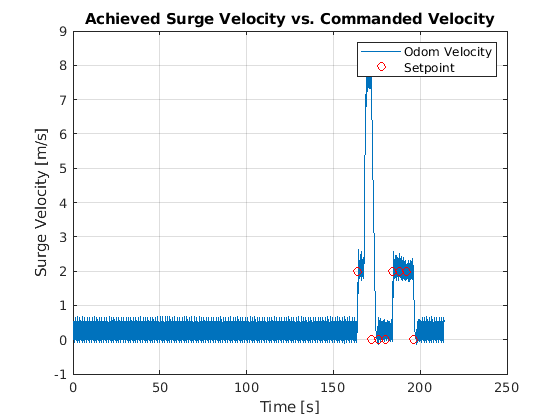 Achieved Surge Velocity vs. Commanded Velocity
9
8
7
6
5
4
3
2
1
0
-1
Surge Velocity [m/s]
Odom Velocity
Setpoint
0 50 100 150 200 250
Time [s]